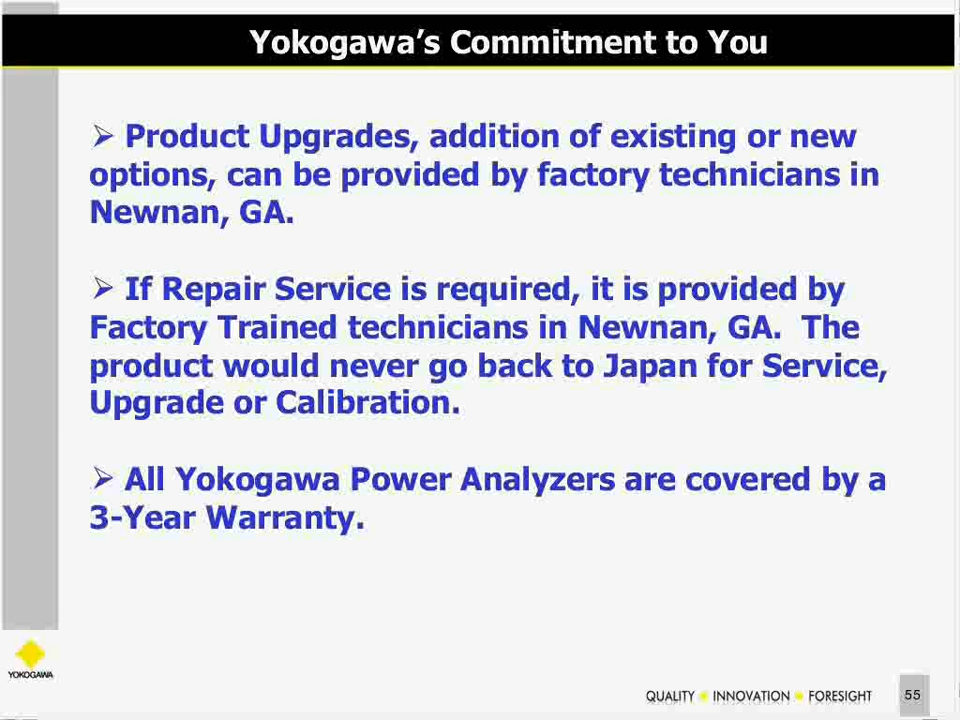 Yokogawa’s Commitment to You
➢ Product Upgrades, addition of existing or new
options, can be provided by factory technicians in
Newnan, GA.
➢ If Repair Service is required, it is provided by
Factory Trained technicians in Newnan, GA.  The
product would never go back to Japan for Service,
Upgrade or Calibration.
➢ All Yokogawa Power Analyzers are covered by a
3-Year Warranty.
YOKOGAWA
QUALITY INNOVATION FORESIGHT
55